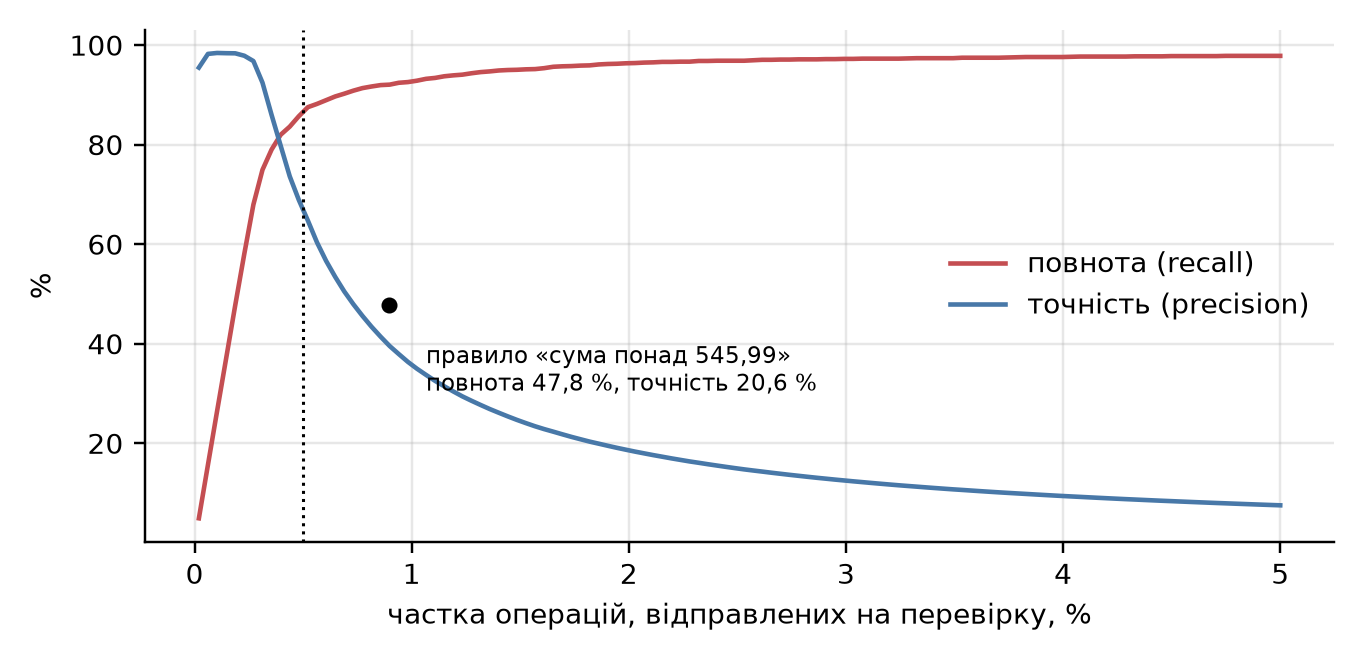 100
80
60
40
20
%
повнота (recall)
точність (precision)
правило «сума понад 545,99»
повнота 47,8 %, точність 20,6 %
0 1 2 3 4 5
частка операцій, відправлених на перевірку, %